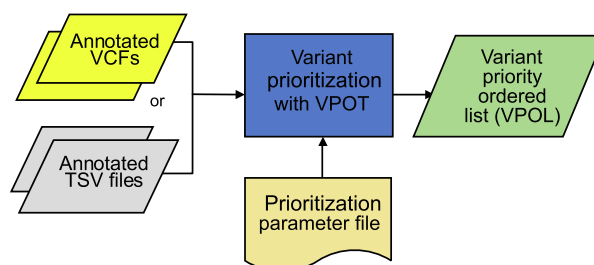 Annotated
VCFs
or
Annotated
TSV files
Variant
prioritization
with VPOT
Prioritization
parameter file
Variant
priority
ordered
list (VPOL)